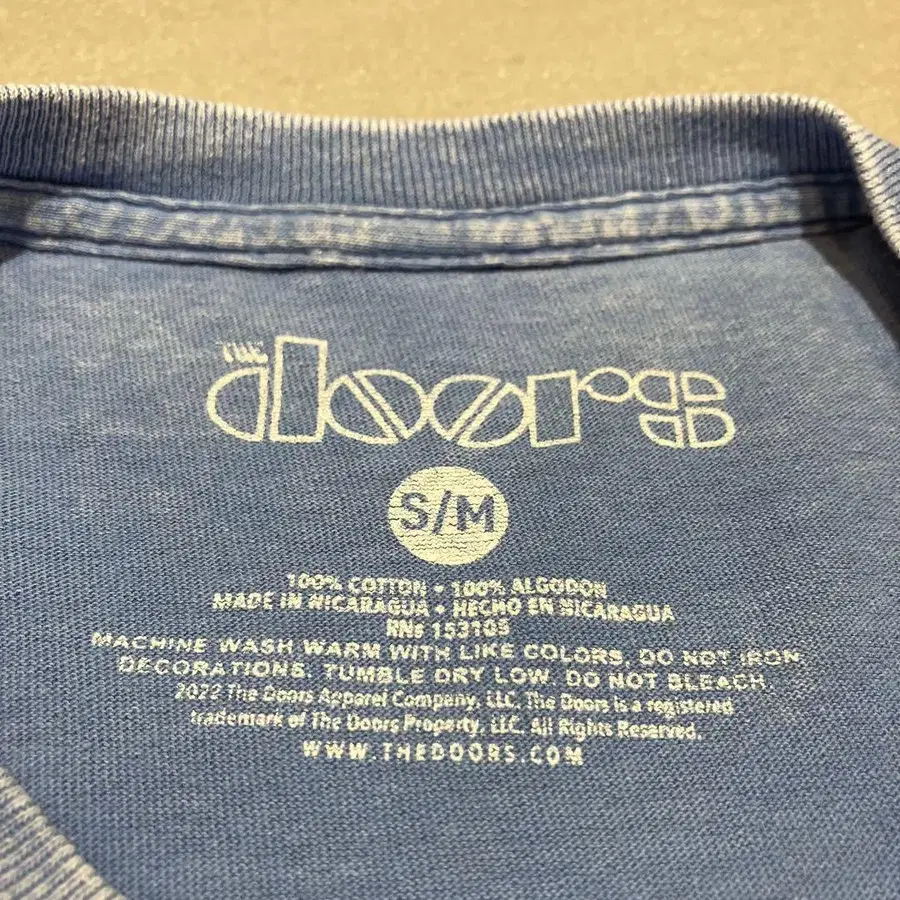 THE
doors
S/M
100% COTTON • 100% ALGODON
MADE IN NICARAGUA • HECHO EN NICARAGUA
RN# 153103
MACHINE WASH WARM WITH LIKE COLORS. DO NOT IRON
DECORATIONS. TUMBLE DRY LOW. DO NOT BLEACH.
2022 The Doors Apparel Company, LLC. The Doors is a registered
trademark of The Doors Property, LLC. All Rights Reserved.
WWW.THEDOORS.COM